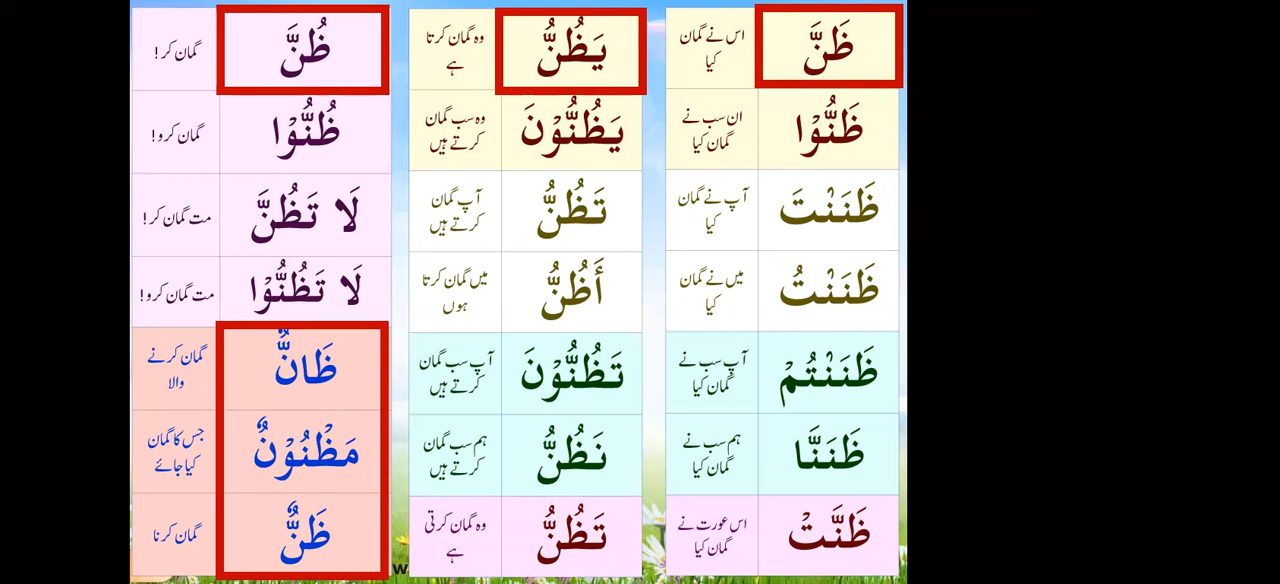 ظَنَّ اس نے گمان کیا
ظَنُّوْا ان سب نے گمان کیا
ظَنَنْتَ آپ نے گمان کیا
ظَنَنْتُ میں نے گمان کیا
ظَنَنْتُمْ آپ سب نے گمان کیا
ظَنَنَّا ہم سب نے گمان کیا
ظَنَّتْ اس عورت نے گمان کیا
يَظُنُّ وہ گمان کرتا ہے
يَظُنُّوْنَ وہ سب گمان کرتے ہیں
تَظُنُّ آپ گمان کرتے ہیں
أَظُنُّ میں گمان کرتا ہوں
تَظُنُّوْنَ آپ سب گمان کرتے ہیں
نَظُنُّ ہم سب گمان کرتے ہیں
تَظُنُّ وہ گمان کرتی ہے
ظُنَّ گمان کر!
ظُنُّوْا گمان کرو!
لَا تَظُنَّ مت گمان کر!
لَا تَظُنُّوْا مت گمان کرو!
ظَانٌّ گمان کرنے والا
مَظْنُوْنٌ جس کا گمان کیا جائے
ظَنٌّ گمان کرنا
w